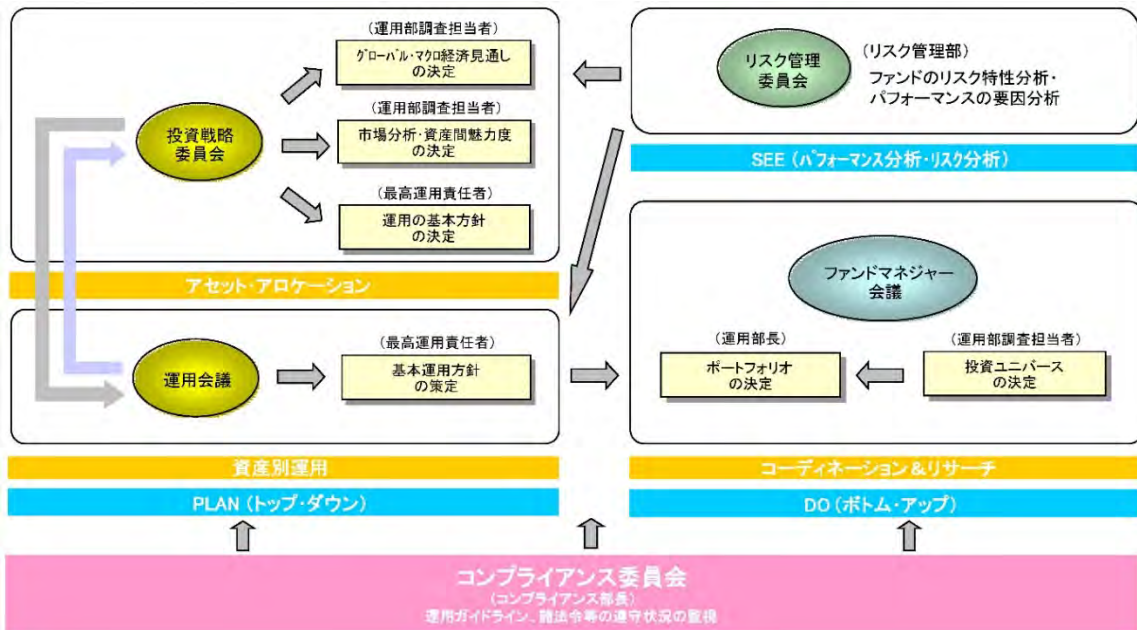 (運用部調査担当者)
グローバル・マクロ経済見通し
の決定
(運用部調査担当者)
市場分析・資産間魅力度
の決定
投資戦略
委員会
(最高運用責任者)
運用の基本方針
の決定
アセット・アロケーション
(最高運用責任者)
運用会議
基本運用方針
の策定
資産別運用
PLAN (トップ・ダウン)
リスク管理
委員会
(リスク管理部)
ファンドのリスク特性分析・
パフォーマンスの要因分析
SEE (パフォーマンス分析・リスク分析)
ファンドマネジャー
会議
(運用部長)
ポートフォリオ
の決定
(運用部調査担当者)
投資ユニバース
の決定
コーディネーション&リサーチ
DO (ボトム・アップ)
コンプライアンス委員会
(コンプライアンス部長)
運用ガイドライン、諸法令等の遵守状況の監視